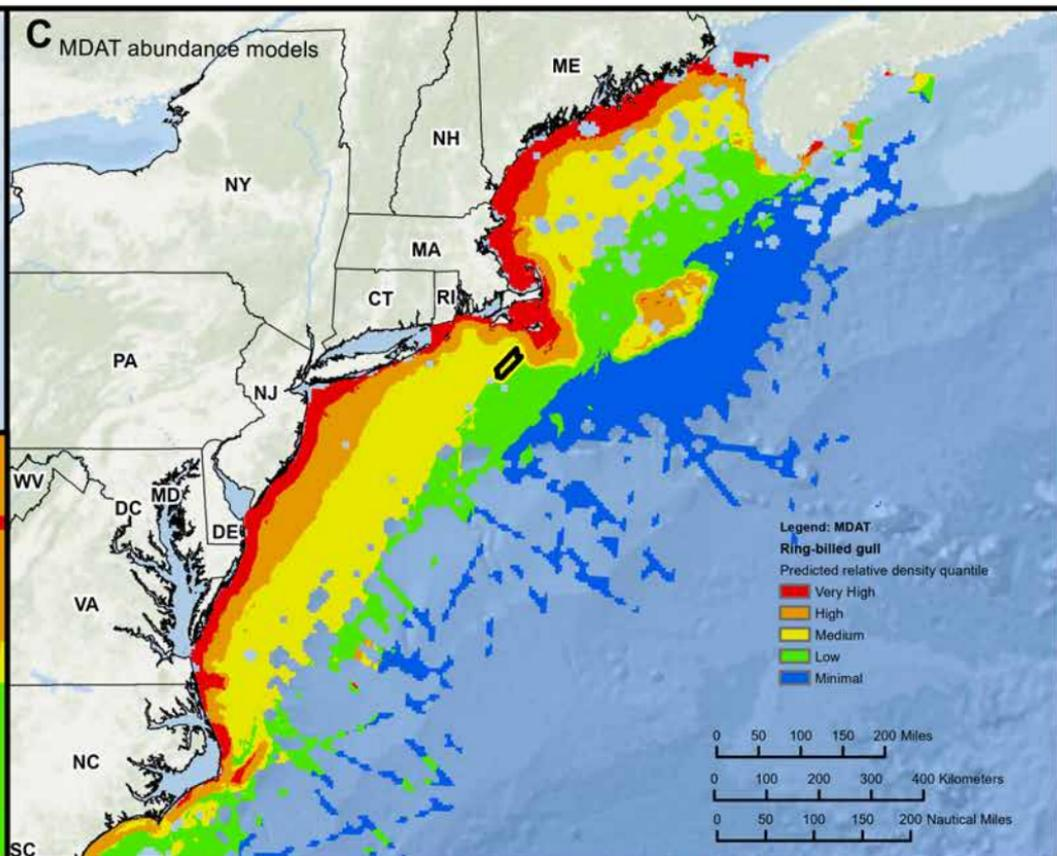 C MDAT abundance models
ME
NH
NY
MA
CT
RI
PA
NJ
WV
MD
DC
DE
VA
NC
SC
Legend: MDAT
Ring-billed gull
Predicted relative density quantile
Very High
High
Medium
Low
Minimal
0 50 100 150 200 Miles
0 100 200 300 400 Kilometers
0 50 100 150 200 Nautical Miles